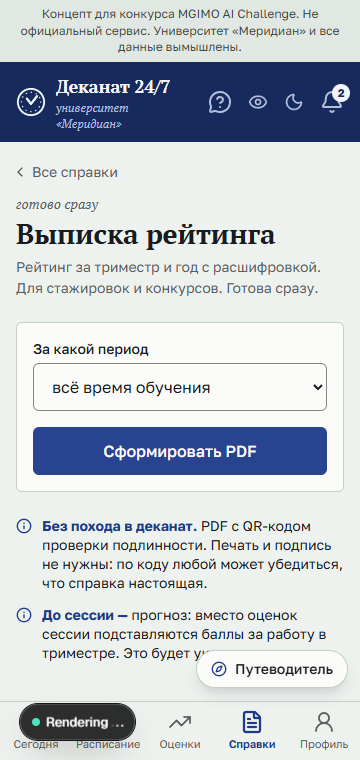 Концепт для конкурса MGIMO AI Challenge. Не
официальный сервис. Университет «Меридиан» и все
данные вымышлены.
Деканат 24/7
университет
«Меридиан»
2
Все справки
готово сразу
Выписка рейтинга
Рейтинг за триместр и год с расшифровкой.
Для стажировок и конкурсов. Готова сразу.
За какой период
всё время обучения
Сформировать PDF
Без похода в деканат. PDF с QR-кодом
проверки подлинности. Печать и подпись
не нужны: по коду любой может убедиться,
что справка настоящая.
До сессии — прогноз: вместо оценок
сессии подставляются баллы за работу в
триместре. Это будет
Путеводитель
Rendering ...
Сегодня
Расписание
Оценки
Справки
Профиль